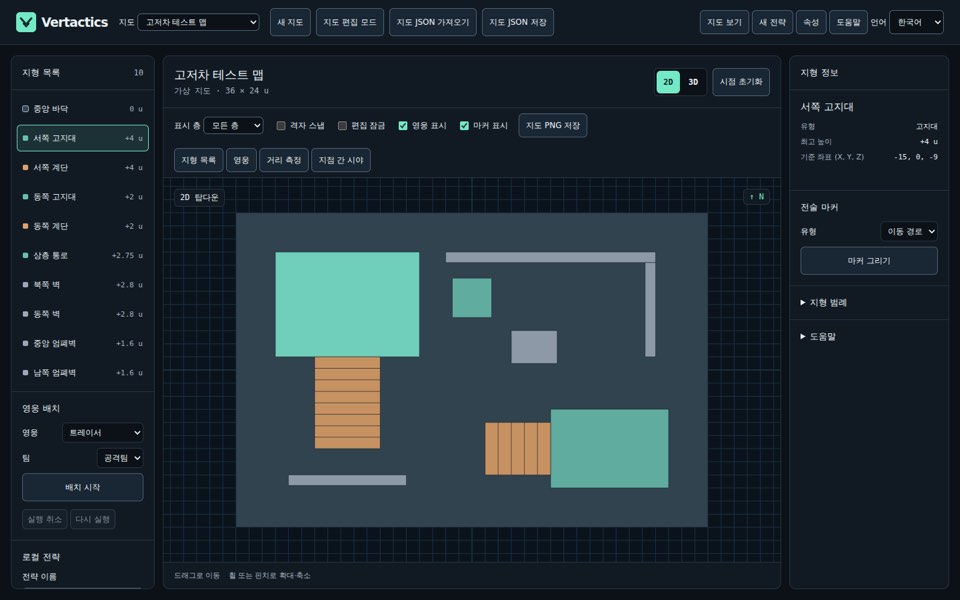 Vertactics 지도 고저차 테스트 맵 새 지도 지도 편집 모드 지도 JSON 가져오기 지도 JSON 저장 지도 보기 새 전략 속성 도움말 언어 한국어
지형 목록 10
중앙 바닥 0 u
서쪽 고지대 +4 u
서쪽 계단 +4 u
동쪽 고지대 +2 u
동쪽 계단 +2 u
상층 통로 +2.75 u
북쪽 벽 +2.8 u
동쪽 벽 +2.8 u
중앙 엄폐벽 +1.6 u
남쪽 엄폐벽 +1.6 u
영웅 배치
영웅 트레이서
팀 공격팀
배치 시작
실행 취소 다시 실행
로컬 전략
전략 이름
고저차 테스트 맵
가상 지도 · 36 × 24 u
2D 3D 시점 초기화
표시 층 모든 층 격자 스냅 편집 잠금 영웅 표시 마커 표시 지도 PNG 저장
지형 목록 영웅 거리 측정 지점 간 시야
2D 탑다운
↑ N
드래그로 이동 휠 또는 핀치로 확대·축소
지형 정보
서쪽 고지대
유형 고지대
최고 높이 +4 u
기준 좌표 (X, Y, Z) -15, 0, -9
전술 마커
유형 이동 경로
마커 그리기
▶ 지형 범례
▶ 도움말